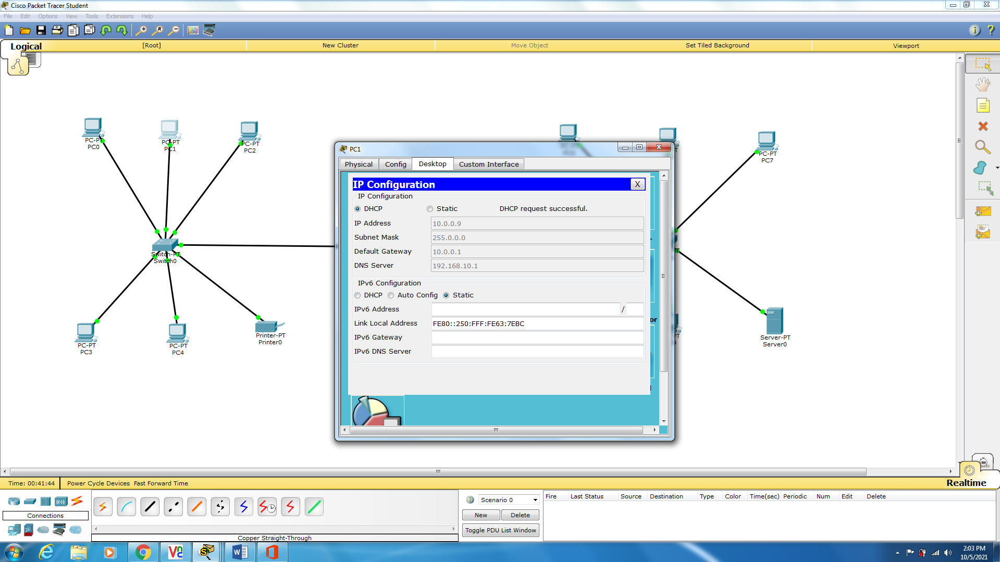 Cisco Packet Tracer Student
File Edit Options View Tools Extensions Help
Logical [Root] New Cluster Move Object Set Tiled Background Viewport
PC-PT
PC0
PC-PT
PC1
PC-PT
PC2
PC-PT
PC7
Switch-PT
Switch0
PC-PT
PC3
PC-PT
PC4
Printer-PT
Printer0
Server-PT
Server0
PC1
Physical Config Desktop Custom Interface
IP Configuration X
IP Configuration
DHCP Static DHCP request successful.
IP Address 10.0.0.9
Subnet Mask 255.0.0.0
Default Gateway 10.0.0.1
DNS Server 192.168.10.1
IPv6 Configuration
DHCP Auto Config Static
IPv6 Address /
Link Local Address FE80::250:FFF:FE63:7EBC
IPv6 Gateway
IPv6 DNS Server
or
Realtime
Time: 00:41:44 Power Cycle Devices Fast Forward Time
Connections
Copper Straight-Through
Scenario 0
New Delete
Toggle PDU List Window
Fire Last Status Source Destination Type Color Time(sec) Periodic Num Edit Delete
2:03 PM
10/5/2021